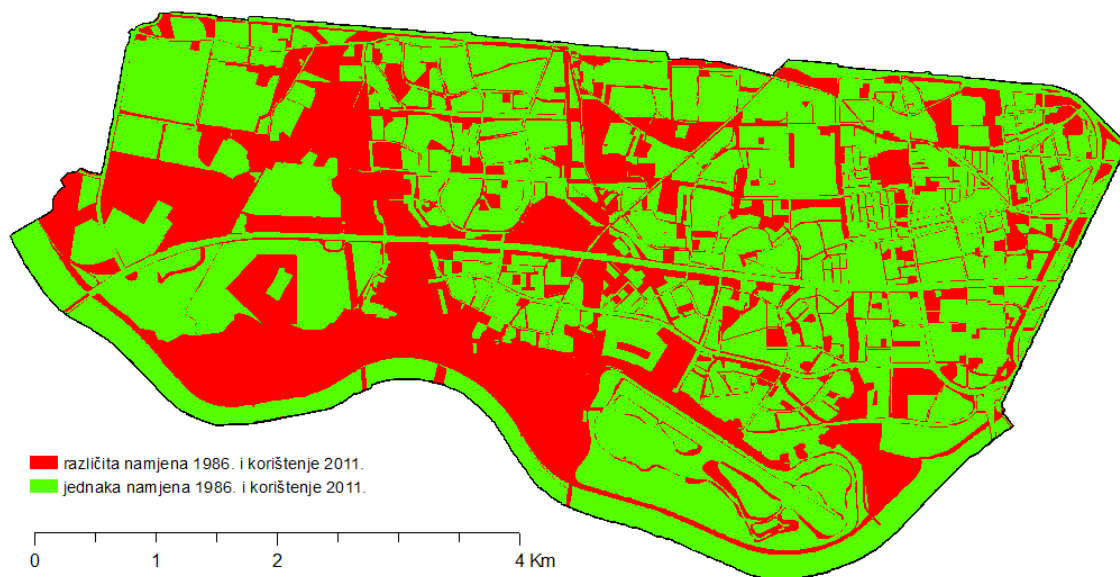 različita namjena 1986. i korištenje 2011.
jednaka namjena 1986. i korištenje 2011.
0 1 2 4 Km